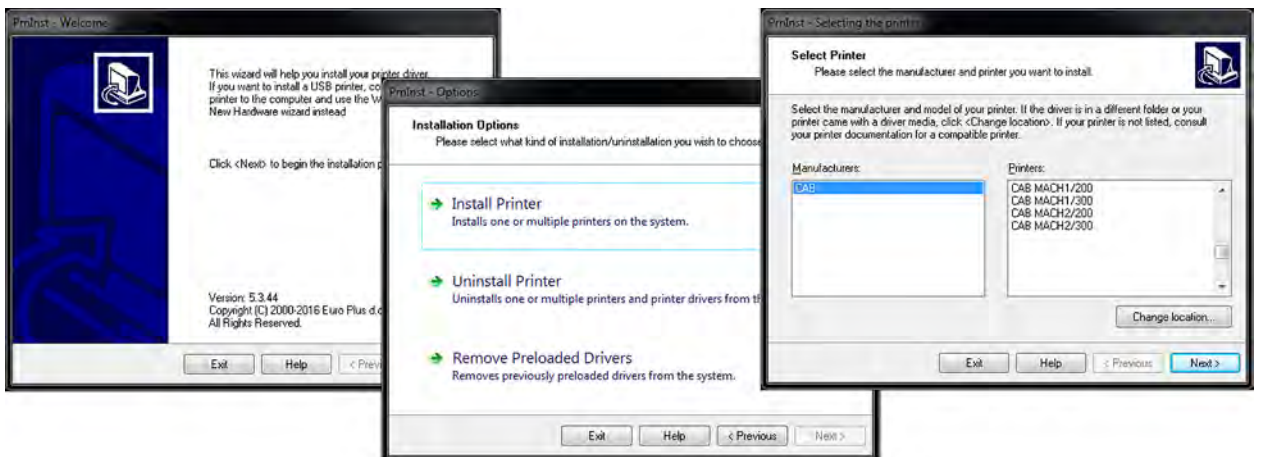 PrnInst - Welcome
This wizard will help you install your printer driver.
If you want to install a USB printer, co
printer to the computer and use the W
New Hardware wizard instead
Click <Next> to begin the installation p
Version: 5.3.44
Copyright (C) 2000-2016 Euro Plus d.o
All Rights Reserved.
Exit
Help
< Previ
PrnInst - Options
Installation Options
Please select what kind of installation/uninstallation you wish to choose
Install Printer
Installs one or multiple printers on the system.
Uninstall Printer
Uninstalls one or multiple printers and printer drivers from th
Remove Preloaded Drivers
Removes previously preloaded drivers from the system.
Exit
Help
< Previous
Next >
PrnInst - Selecting the printer
Select Printer
Please select the manufacturer and printer you want to install.
Select the manufacturer and model of your printer. If the driver is in a different folder or your
printer came with a driver media, click <Change location>. If your printer is not listed, consult
your printer documentation for a compatible printer.
Manufacturers:
CAB
Printers:
CAB MACH1/200
CAB MACH1/300
CAB MACH2/200
CAB MACH2/300
Change location...
Exit
Help
< Previous
Next >